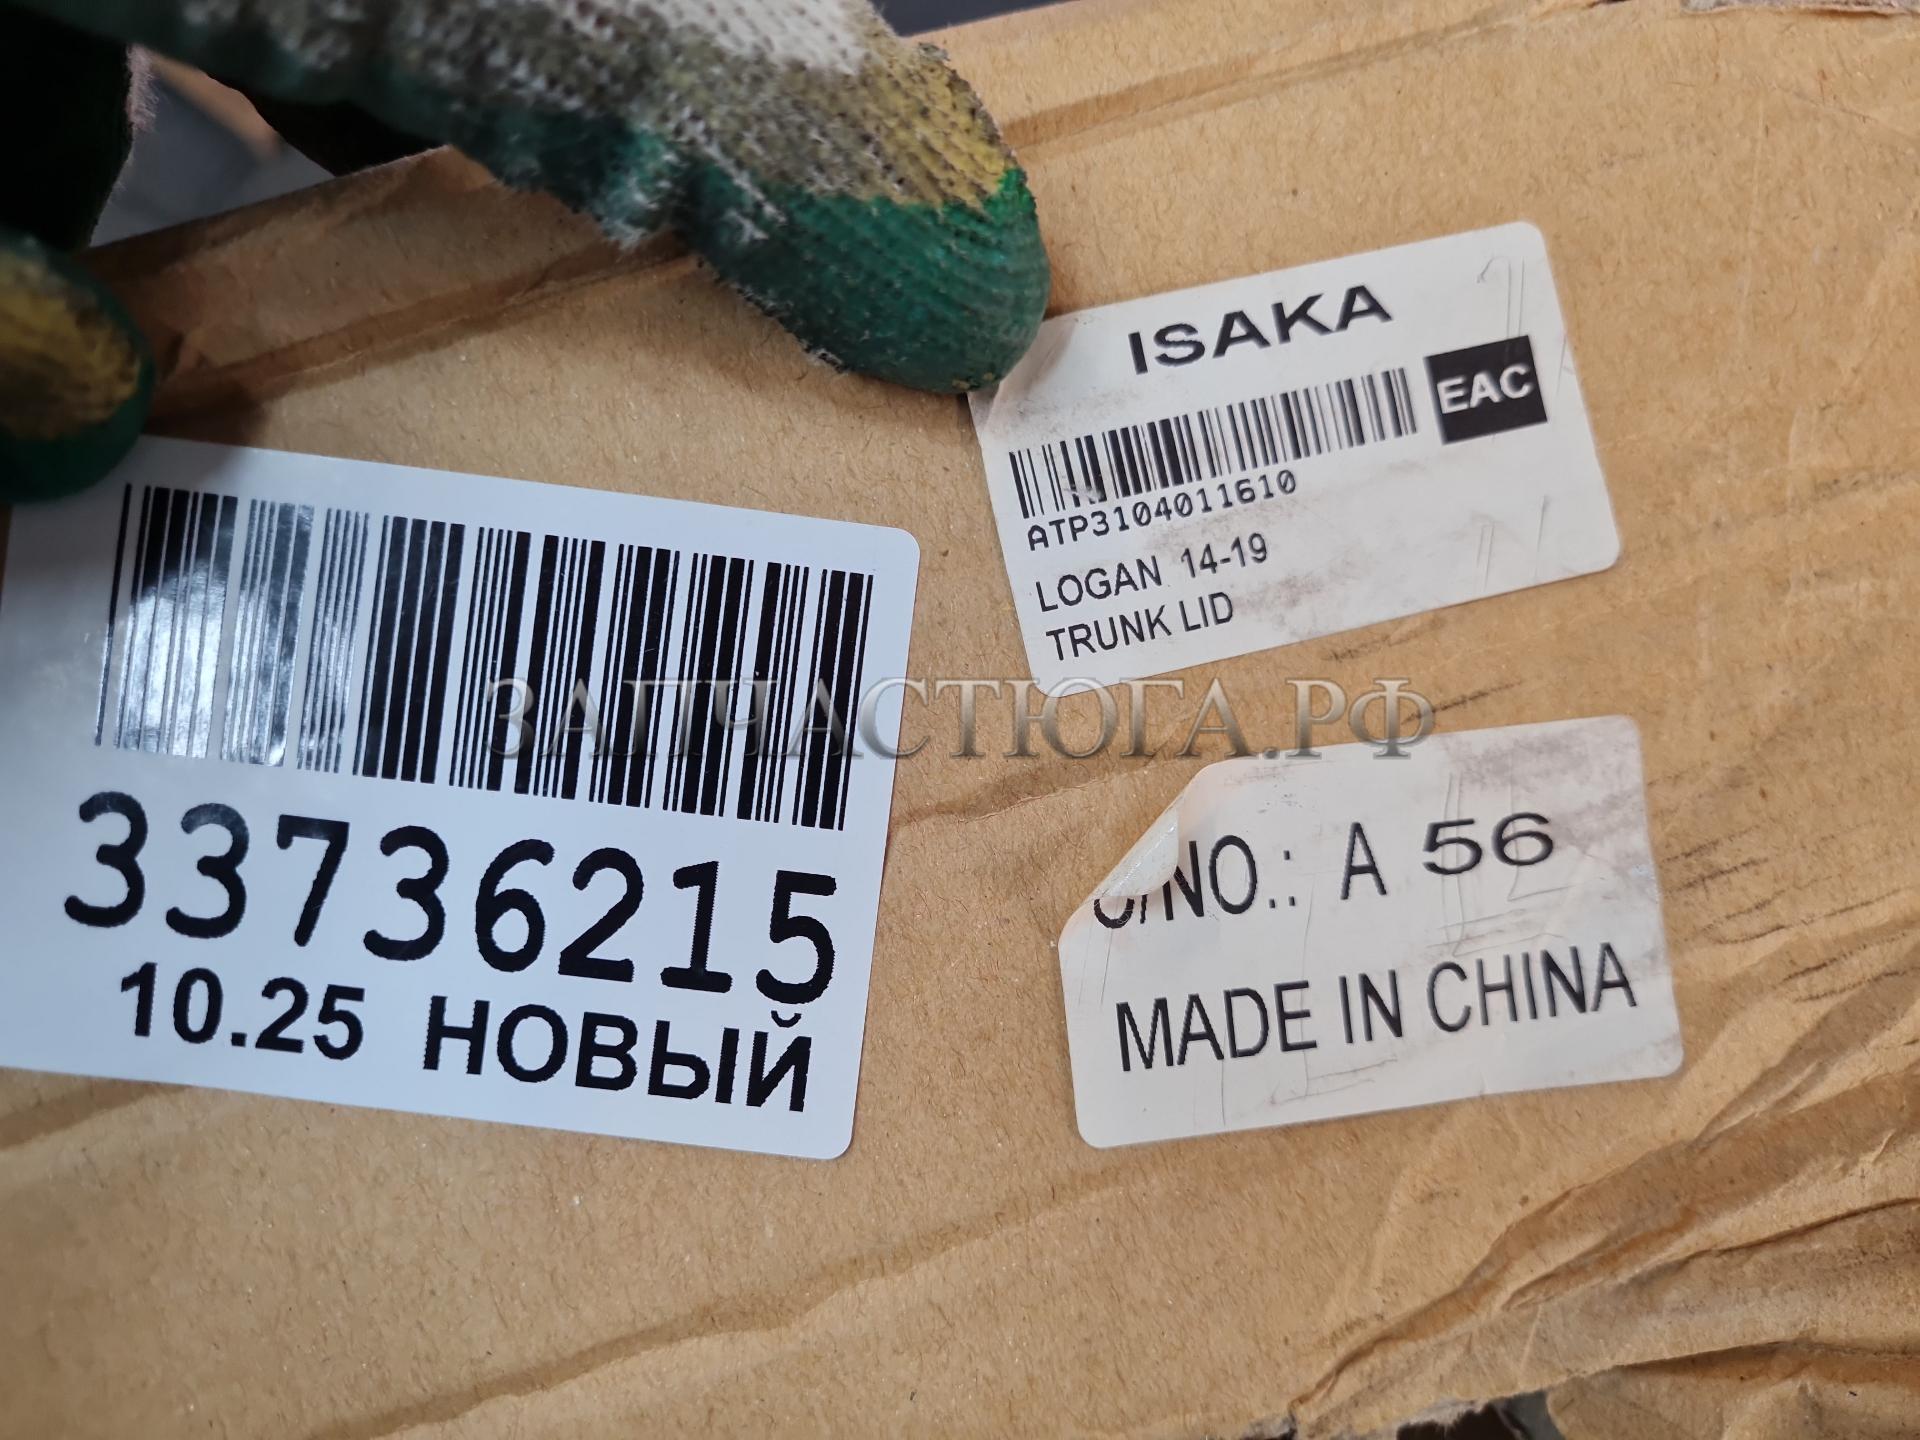 ISAKA
EAC
ATP3104011610
LOGAN 14-19
TRUNK LID
ЗАПЧАСТЮГА.РФ
33736215
10.25 НОВЫЙ
C/NO.: A 56
MADE IN CHINA